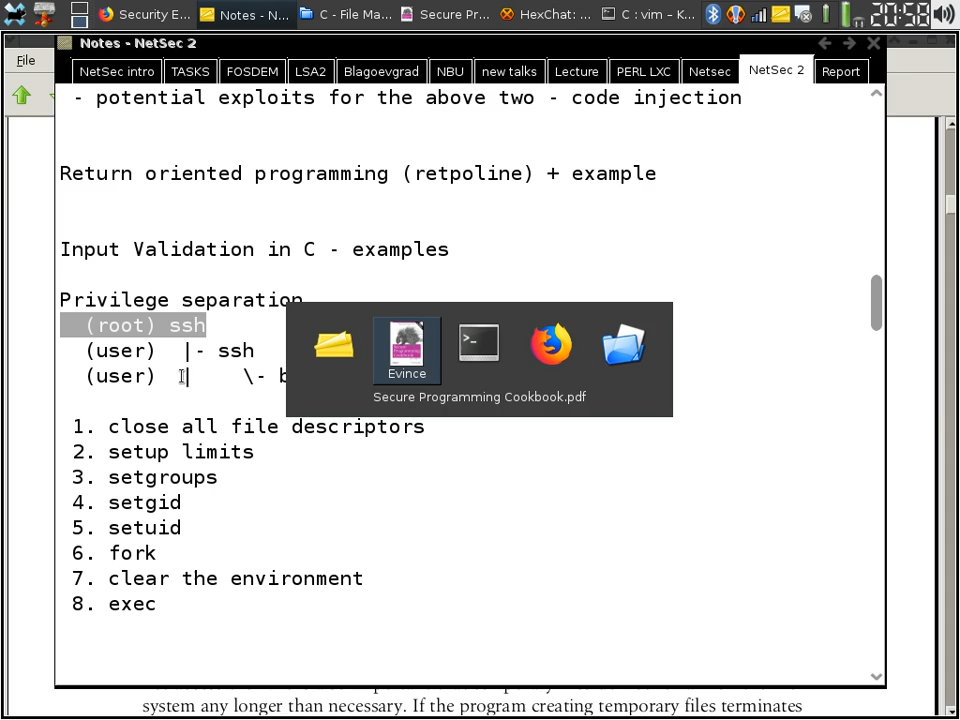 Security E...
Notes - N...
C - File Ma...
Secure Pr...
HexChat: ...
C : vim – K...
20:58
Notes - NetSec 2
File
NetSec intro
TASKS
FOSDEM
LSA2
Blagoevgrad
NBU
new talks
Lecture
PERL LXC
Netsec
NetSec 2
Report
- potential exploits for the above two - code injection
Return oriented programming (retpoline) + example
Input Validation in C - examples
Privilege separation
(root) ssh
(user) |- ssh
(user) | \- b
Evince
Secure Programming Cookbook.pdf
1. close all file descriptors
2. setup limits
3. setgroups
4. setgid
5. setuid
6. fork
7. clear the environment
8. exec
system any longer than necessary. If the program creating temporary files terminates